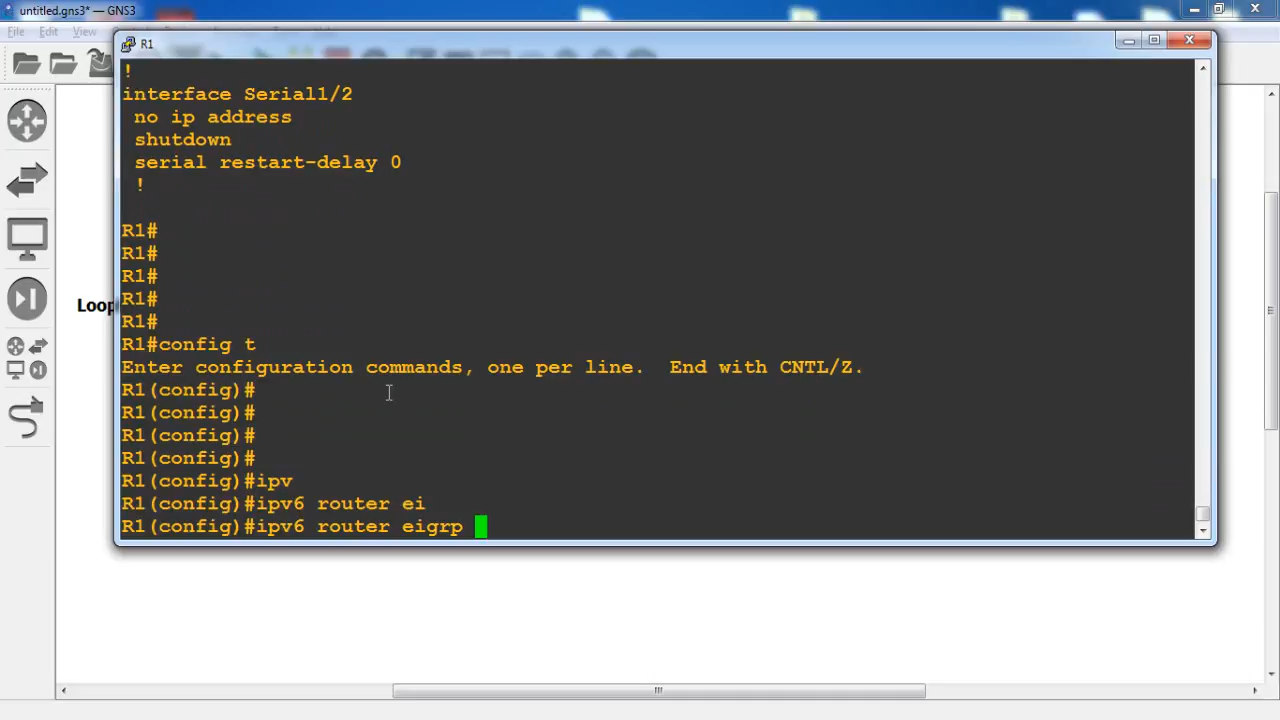 untitled.gns3* — GNS3
File Edit View
R1
!
interface Serial1/2
no ip address
shutdown
serial restart-delay 0
!
R1#
R1#
R1#
R1#
R1#
Loop
R1#config t
Enter configuration commands, one per line. End with CNTL/Z.
R1(config)#
R1(config)#
R1(config)#
R1(config)#
R1(config)#ipv
R1(config)#ipv6 router ei
R1(config)#ipv6 router eigrp